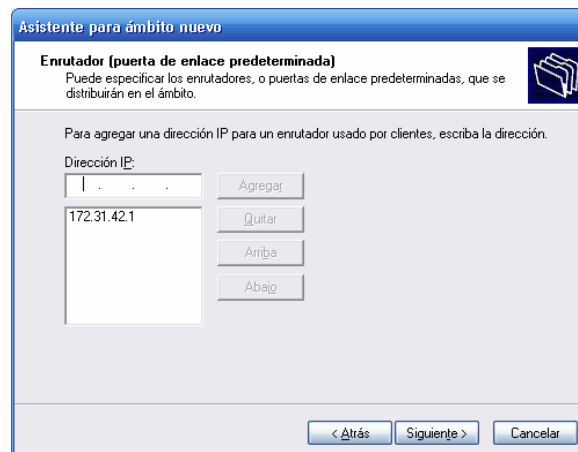 Asistente para ámbito nuevo
Enrutador (puerta de enlace predeterminada)
Puede especificar los enrutadores, o puertas de enlace predeterminadas, que se
distribuirán en el ámbito.
Para agregar una dirección IP para un enrutador usado por clientes, escriba la dirección.
Dirección IP:
. . .
Agregar
172.31.42.1
Quitar
Arriba
Abajo
< Atrás
Siguiente >
Cancelar